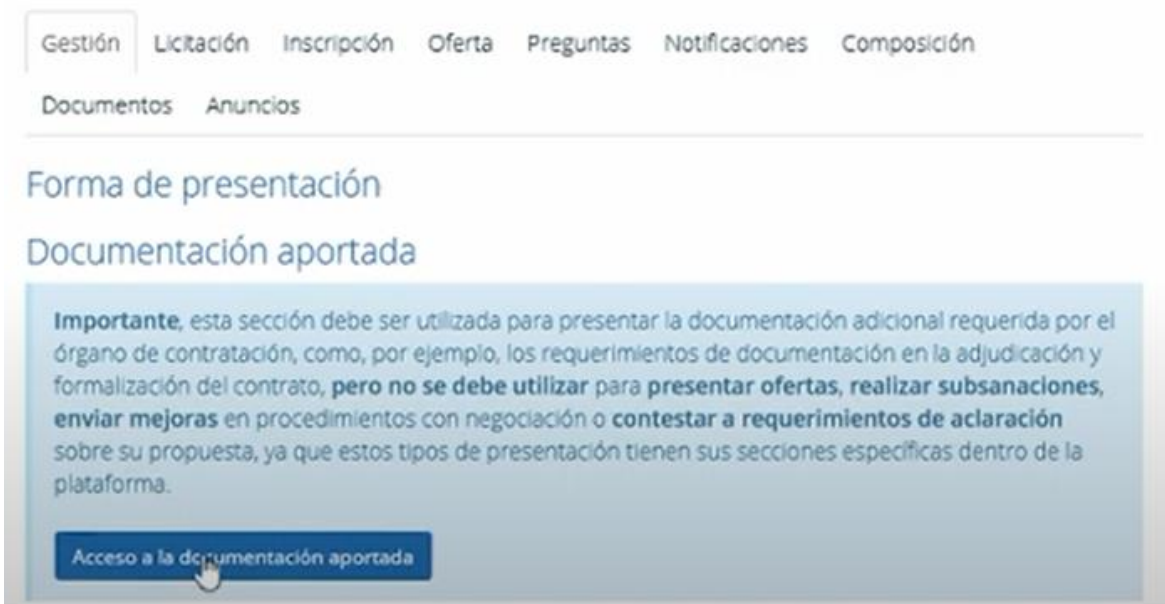 Gestión Licitación Inscripción Oferta Preguntas Notificaciones Composición
Documentos Anuncios
Forma de presentación
Documentación aportada
Importante, esta sección debe ser utilizada para presentar la documentación adicional requerida por el
órgano de contratación, como, por ejemplo, los requerimientos de documentación en la adjudicación y
formalización del contrato, pero no se debe utilizar para presentar ofertas, realizar subsanaciones,
enviar mejoras en procedimientos con negociación o contestar a requerimientos de aclaración
sobre su propuesta, ya que estos tipos de presentación tienen sus secciones específicas dentro de la
plataforma.
Acceso a la documentación aportada